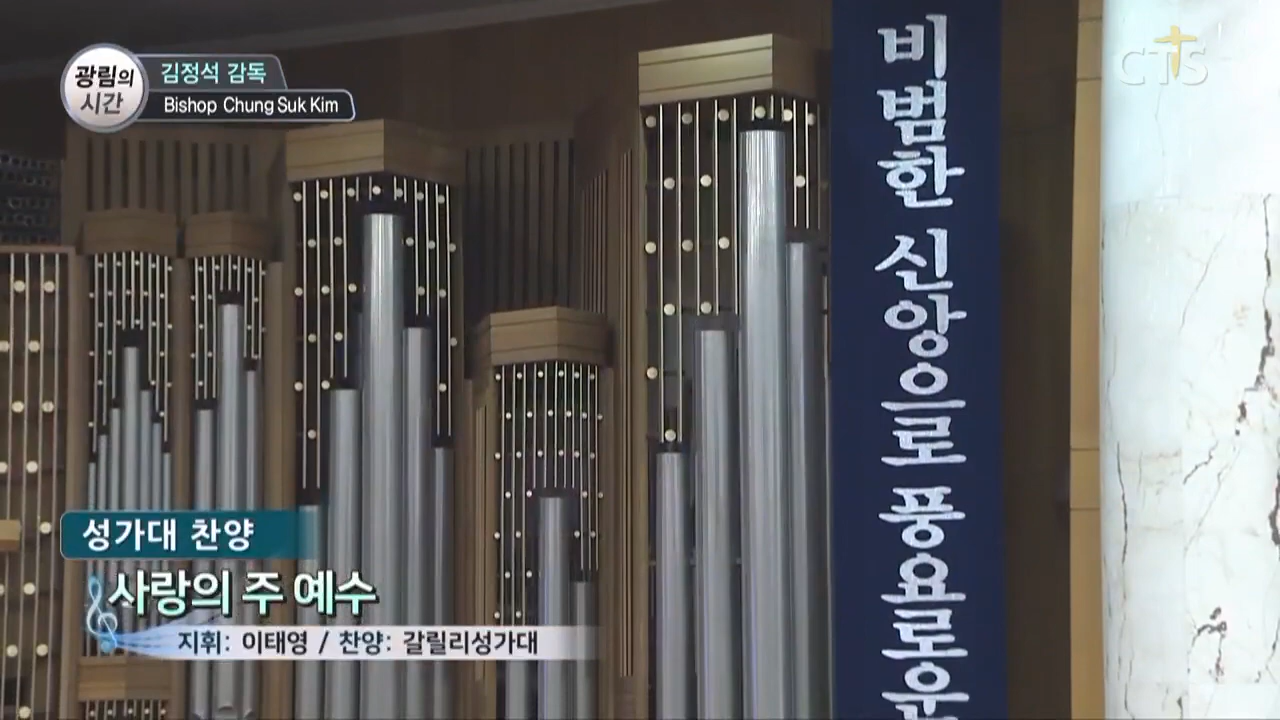 광림의
시간
김정석 감독
Bishop Chung Suk Kim
CTS
비범한 신앙으로 풍요로운
성가대 찬양
사랑의 주 예수
지휘: 이태영 / 찬양: 갈릴리성가대